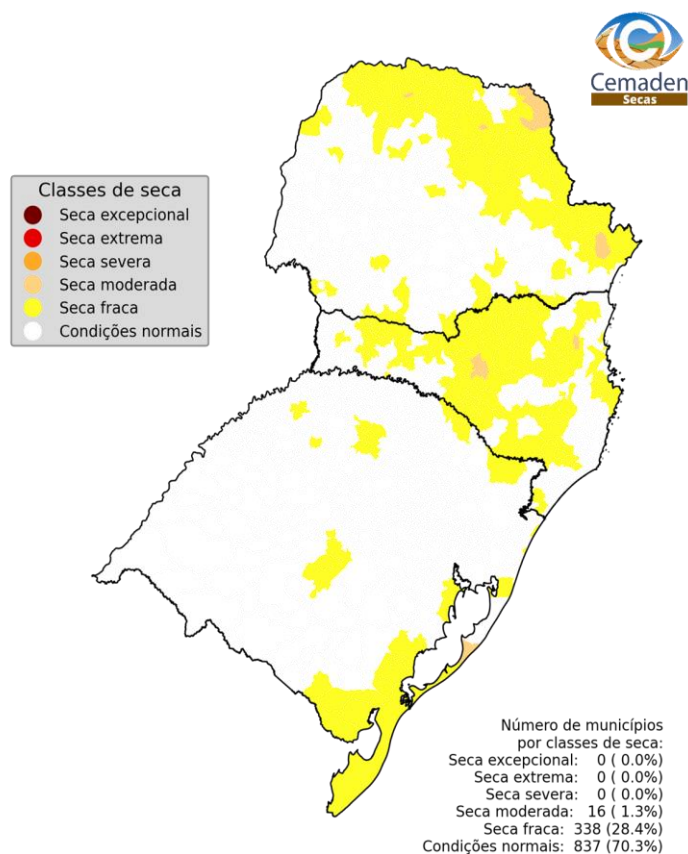 Cemaden
Secas
Classes de seca
Seca excepcional
Seca extrema
Seca severa
Seca moderada
Seca fraca
Condições normais
Número de municípios
por classes de seca:
Seca excepcional: 0 ( 0.0%)
Seca extrema: 0 ( 0.0%)
Seca severa: 0 ( 0.0%)
Seca moderada: 16 ( 1.3%)
Seca fraca: 338 (28.4%)
Condições normais: 837 (70.3%)